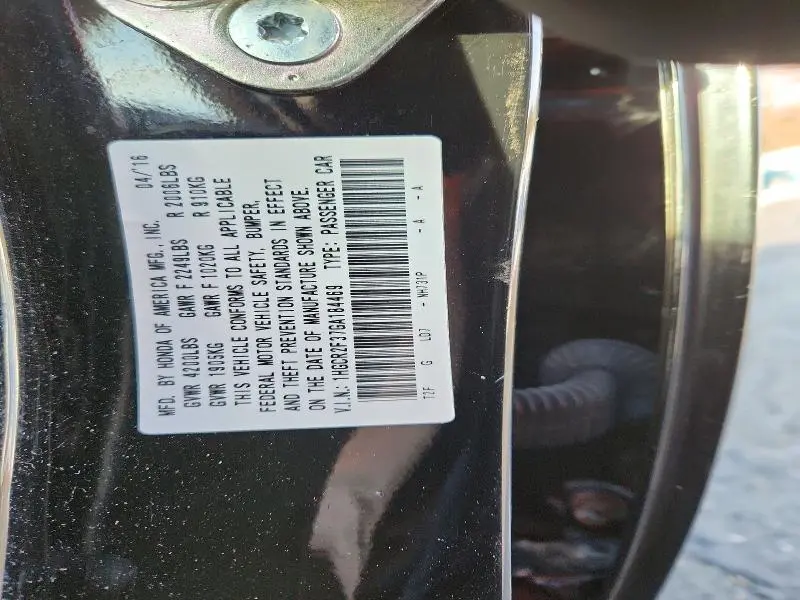 MFD. BY HONDA OF AMERICA MFG., INC. 04/16
GVWR 4200LBS GAWR F 2249LBS R 2006LBS
GVWR 1905KG GAWR F 1020KG R 910KG
THIS VEHICLE CONFORMS TO ALL APPLICABLE
FEDERAL MOTOR VEHICLE SAFETY, BUMPER,
AND THEFT PREVENTION STANDARDS IN EFFECT
ON THE DATE OF MANUFACTURE SHOWN ABOVE.
V.I.N.: 1HGCR2F37GA184469 TYPE: PASSENGER CAR
T2F G L07 - NH731P - A - A